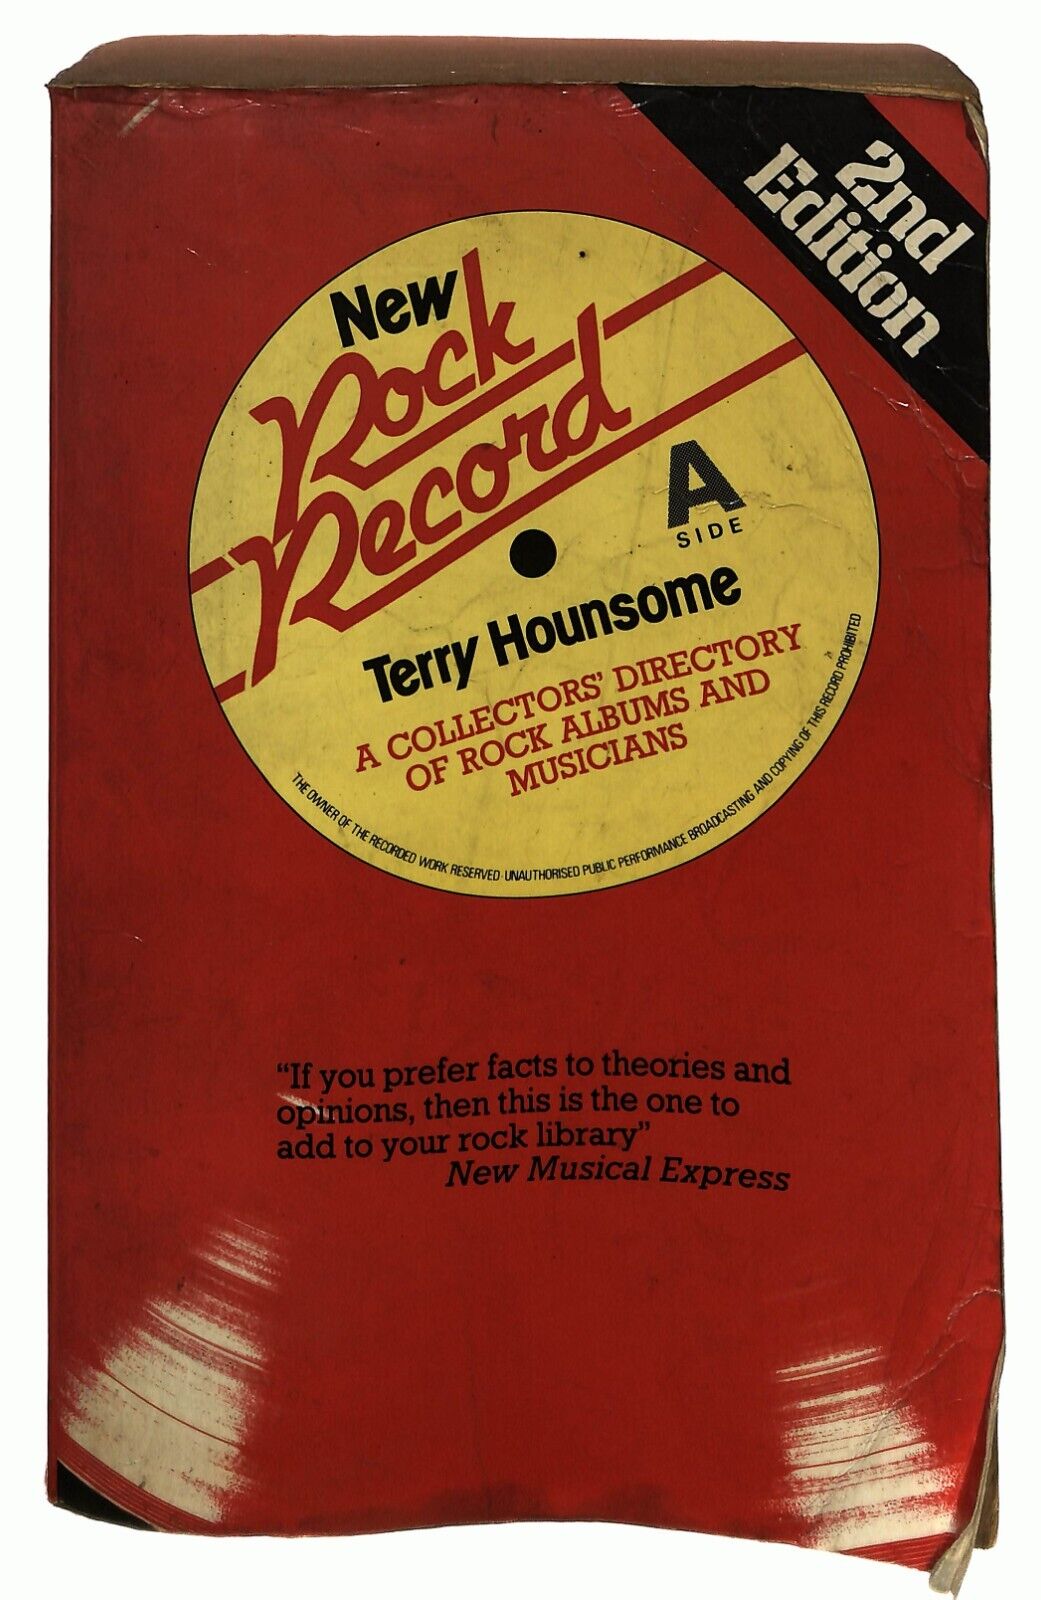 2nd
Edition
New
Rock
Record
A
SIDE
Terry Hounsome
A COLLECTORS' DIRECTORY
OF ROCK ALBUMS AND
MUSICIANS
THE OWNER OF THE RECORDED WORK RESERVED · UNAUTHORISED PUBLIC PERFORMANCE BROADCASTING AND COPYING OF THIS RECORD PROHIBITED
"If you prefer facts to theories and
opinions, then this is the one to
add to your rock library"
New Musical Express